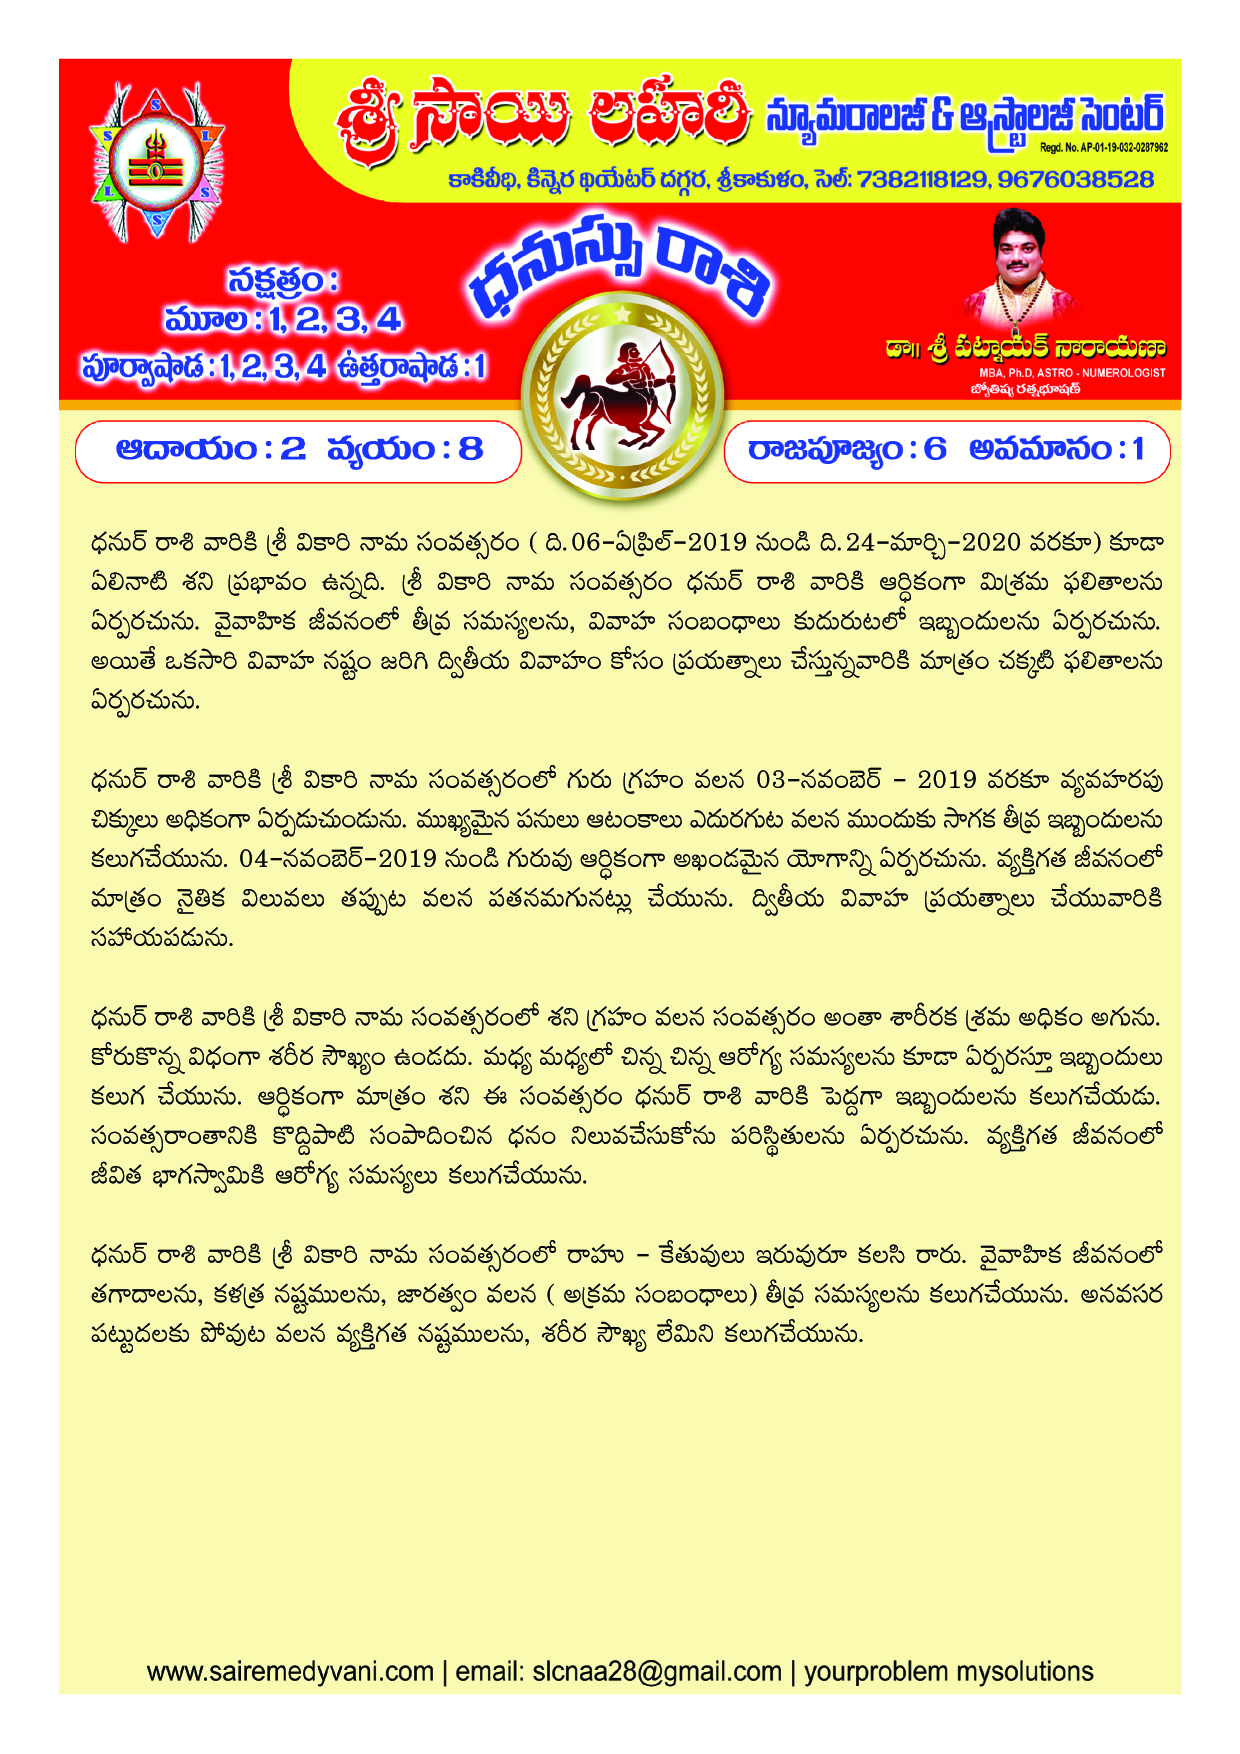 శ్రీ సాయి లహరి న్యూమరాలజీ & ఆస్ట్రాలజీ సెంటర్
Regd. No. AP-01-19-032-0287962
కాకివీధి, కిన్నెర థియేటర్ దగ్గర, శ్రీకాకుళం, సెల్: 7382118129, 9676038528
S
S L
L S
S
ధనుస్సు రాశి
నక్షత్రం :
మూల : 1, 2, 3, 4
పూర్వాషాడ : 1, 2, 3, 4 ఉత్తరాషాడ : 1
డా|| శ్రీ పట్నాయక్ నారాయణా
MBA, Ph.D, ASTRO - NUMEROLOGIST
జ్యోతిష్య రత్నభూషణ్
ఆదాయం : 2 వ్యయం : 8
రాజపూజ్యం : 6 అవమానం : 1
ధనుర్ రాశి వారికి శ్రీ వికారి నామ సంవత్సరం ( ది.06-ఏప్రిల్-2019 నుండి ది.24-మార్చి-2020 వరకూ) కూడా
ఏలినాటి శని ప్రభావం ఉన్నది. శ్రీ వికారి నామ సంవత్సరం ధనుర్ రాశి వారికి ఆర్ధికంగా మిశ్రమ ఫలితాలను
ఏర్పరచును. వైవాహిక జీవనంలో తీవ్ర సమస్యలను, వివాహ సంబంధాలు కుదురుటలో ఇబ్బందులను ఏర్పరచును.
అయితే ఒకసారి వివాహ నష్టం జరిగి ద్వితీయ వివాహం కోసం ప్రయత్నాలు చేస్తున్నవారికి మాత్రం చక్కటి ఫలితాలను
ఏర్పరచును.
ధనుర్ రాశి వారికి శ్రీ వికారి నామ సంవత్సరంలో గురు గ్రహం వలన 03-నవంబెర్ - 2019 వరకూ వ్యవహరపు
చిక్కులు అధికంగా ఏర్పడుచుండును. ముఖ్యమైన పనులు ఆటంకాలు ఎదురగుట వలన ముందుకు సాగక తీవ్ర ఇబ్బందులను
కలుగచేయును. 04-నవంబెర్-2019 నుండి గురువు ఆర్ధికంగా అఖండమైన యోగాన్ని ఏర్పరచును. వ్యక్తిగత జీవనంలో
మాత్రం నైతిక విలువలు తప్పుట వలన పతనమగునట్లు చేయును. ద్వితీయ వివాహ ప్రయత్నాలు చేయువారికి
సహాయపడును.
ధనుర్ రాశి వారికి శ్రీ వికారి నామ సంవత్సరంలో శని గ్రహం వలన సంవత్సరం అంతా శారీరక శ్రమ అధికం అగును.
కోరుకొన్న విధంగా శరీర సౌఖ్యం ఉండదు. మధ్య మధ్యలో చిన్న చిన్న ఆరోగ్య సమస్యలను కూడా ఏర్పరస్తూ ఇబ్బందులు
కలుగ చేయును. ఆర్ధికంగా మాత్రం శని ఈ సంవత్సరం ధనుర్ రాశి వారికి పెద్దగా ఇబ్బందులను కలుగచేయడు.
సంవత్సరాంతానికి కొద్దిపాటి సంపాదించిన ధనం నిలువచేసుకోను పరిస్థితులను ఏర్పరచును. వ్యక్తిగత జీవనంలో
జీవిత భాగస్వామికి ఆరోగ్య సమస్యలు కలుగచేయును.
ధనుర్ రాశి వారికి శ్రీ వికారి నామ సంవత్సరంలో రాహు - కేతువులు ఇరువురూ కలసి రారు. వైవాహిక జీవనంలో
తగాదాలను, కళత్ర నష్టములను, జారత్వం వలన ( అక్రమ సంబంధాలు) తీవ్ర సమస్యలను కలుగచేయును. అనవసర
పట్టుదలకు పోవుట వలన వ్యక్తిగత నష్టములను, శరీర సౌఖ్య లేమిని కలుగచేయును.
www.sairemedyvani.com | email: slcnaa28@gmail.com | yourproblem mysolutions